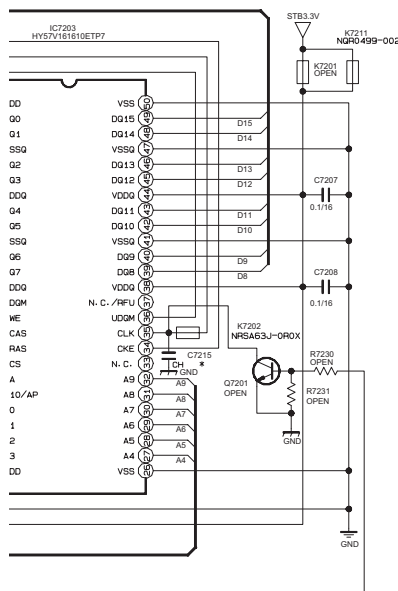 STB3.3V
IC7203
HY57V161610ETP7
K7211
NQR0499-002
K7201
OPEN
DD VSS 50
Q0 DQ15 49 D15
Q1 DQ14 48 D14
SSQ VSSQ 47
Q2 DQ13 46 D13
Q3 DQ12 45 D12
DDQ VDDQ 44
C7207
0.1/16
Q4 DQ11 43 D11
Q5 DQ10 42 D10
SSQ VSSQ 41
Q6 DQ9 40 D9
Q7 DQ8 39 D8
DDQ VDDQ 38
C7208
0.1/16
DQM N.C./RFU 37
WE UDQM 36
CAS CLK 35
K7202
NRSA63J-0R0X
RAS CKE 34
C7215
CH *
GND
CS N.C. 33
A A9 32 A9
10/AP A8 31 A8
0 A7 30 A7
1 A6 29 A6
2 A5 28 A5
3 A4 27 A4
DD VSS 26
Q7201
OPEN
R7230
OPEN
R7231
OPEN
GND
GND